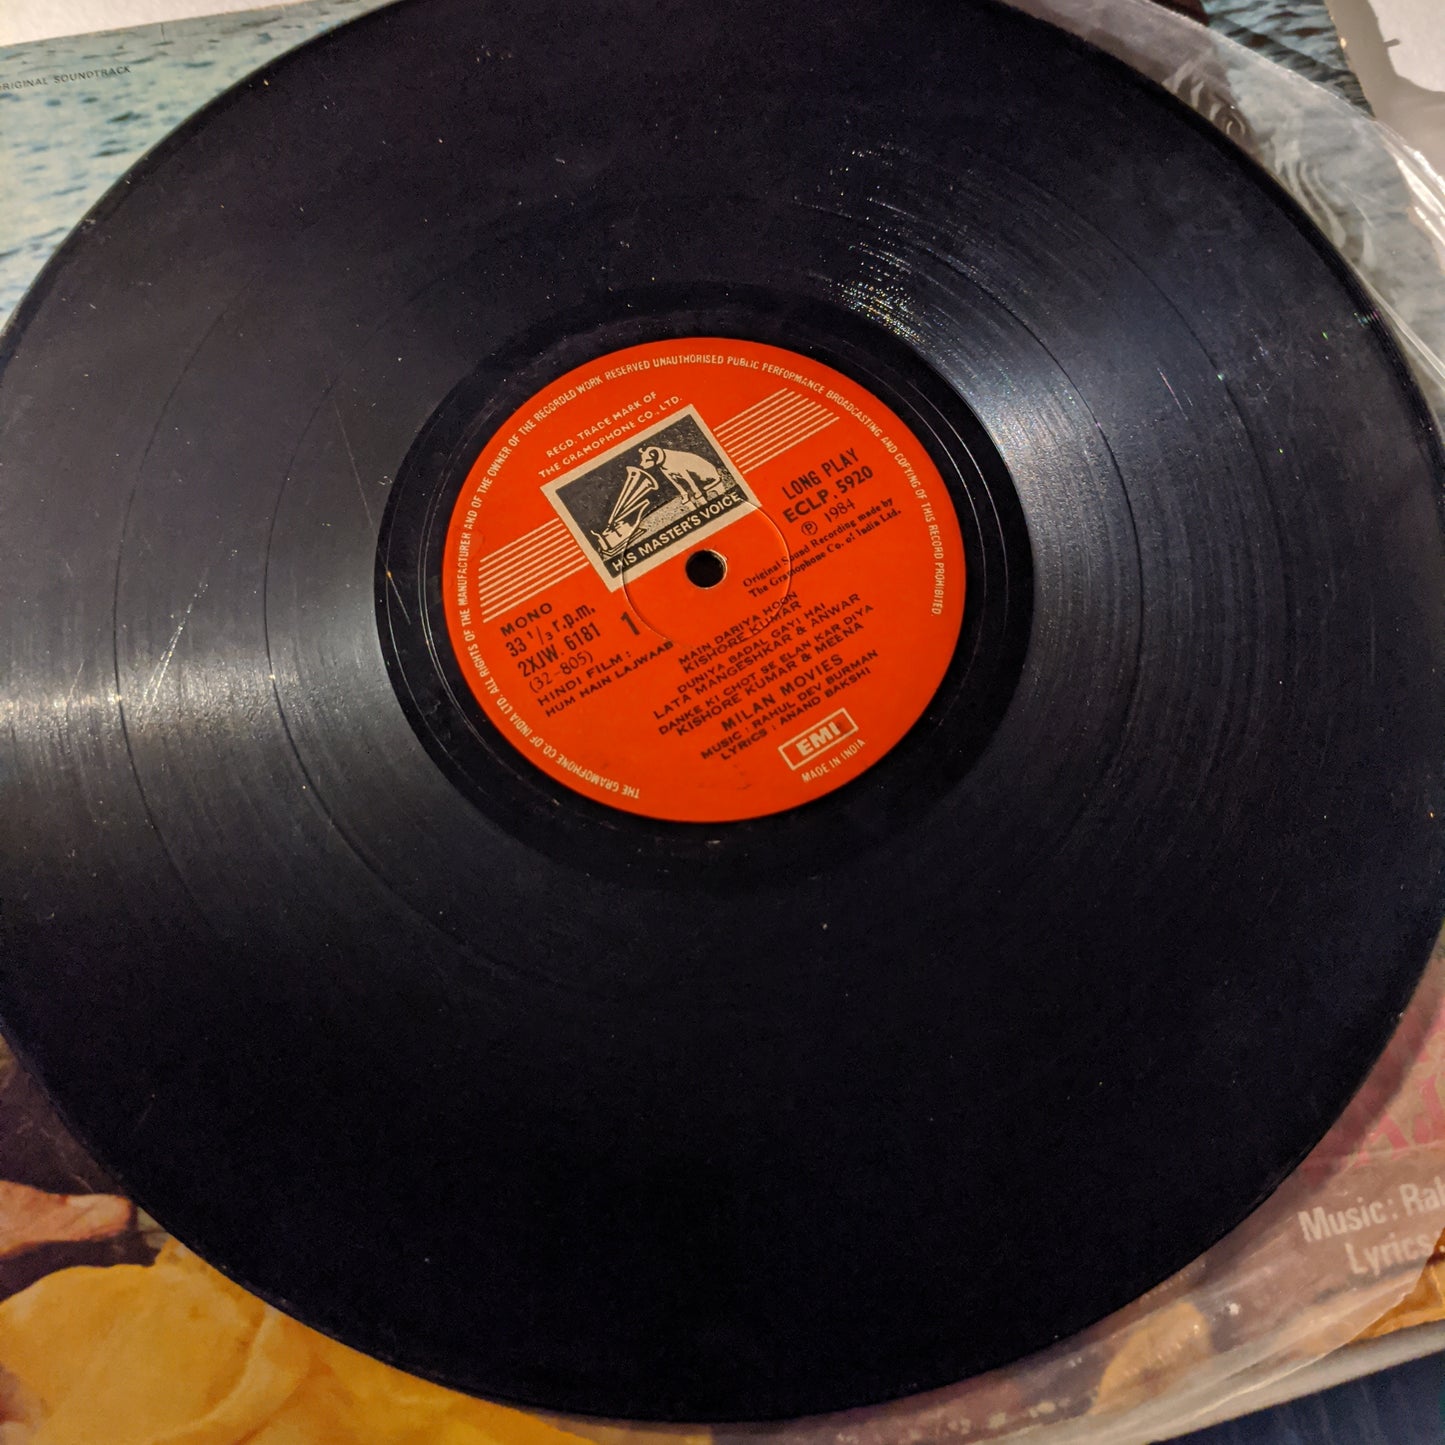 ORIGINAL SOUNDTRACK
THE GRAMOPHONE CO. OF INDIA LTD. ALL RIGHTS OF THE MANUFACTURER AND OF THE OWNER OF THE RECORDED WORK RESERVED UNAUTHORISED PUBLIC PERFORMANCE BROADCASTING AND COPYING OF THIS RECORD PROHIBITED.
REGD. TRADE MARK OF
THE GRAMOPHONE CO., LTD.
HIS MASTER'S VOICE
LONG PLAY
ECLP. 5920
℗ 1984
Original Sound Recording made by
The Gramophone Co. of India Ltd.
MONO
33 1/3 r.p.m.
2XJW. 6181
(32-805)
1
HINDI FILM :
HUM HAIN LAJWAAB
MAIN DARIYA HOON
KISHORE KUMAR
DUNIYA BADAL GAYI HAI
LATA MANGESHKAR & ANWAR
DANKE KI CHOT SE ELAN KAR DIYA
KISHORE KUMAR & MEENA
MILAN MOVIES
MUSIC : RAHUL DEV BURMAN
LYRICS : ANAND BAKSHI
EMI
MADE IN INDIA
Music:
Lyrics